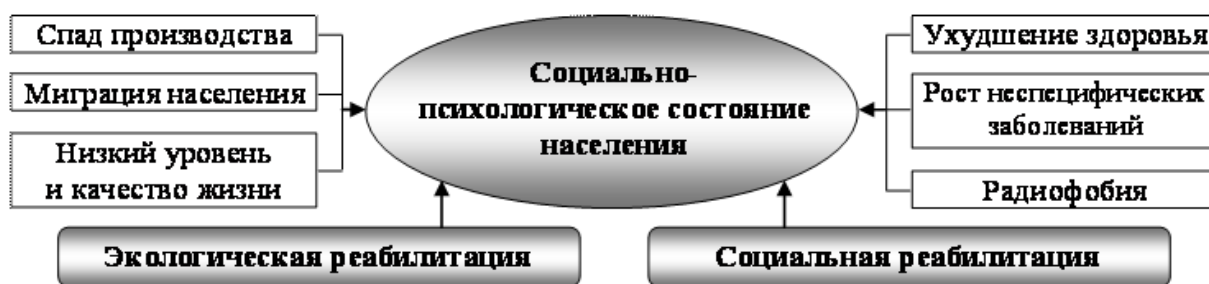 Спад производства
Миграция населения
Низкий уровень
и качество жизни
Социально-
психологическое состояние
населения
Ухудшение здоровья
Рост неспецифических
заболеваний
Радиофобия
Экологическая реабилитация
Социальная реабилитация